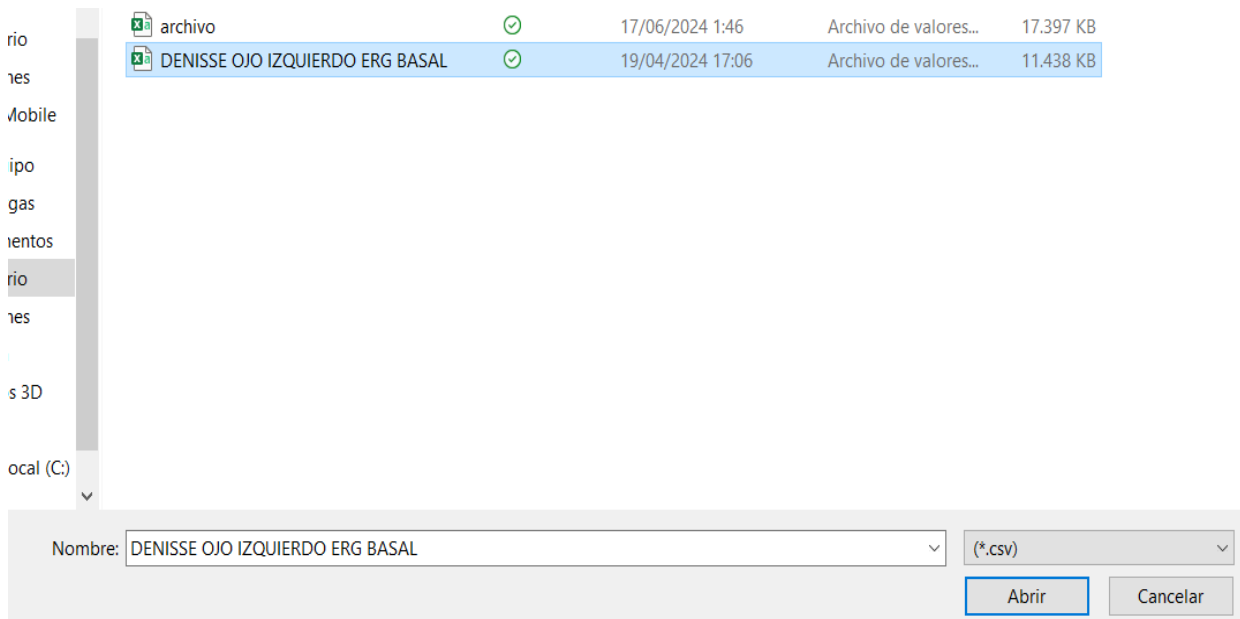 archivo 17/06/2024 1:46 Archivo de valores... 17.397 KB
rio
DENISSE OJO IZQUIERDO ERG BASAL 19/04/2024 17:06 Archivo de valores... 11.438 KB
nes
Mobile
ipo
gas
nentos
rio
nes
s 3D
ocal (C:)
Nombre: DENISSE OJO IZQUIERDO ERG BASAL (*.csv)
Abrir Cancelar